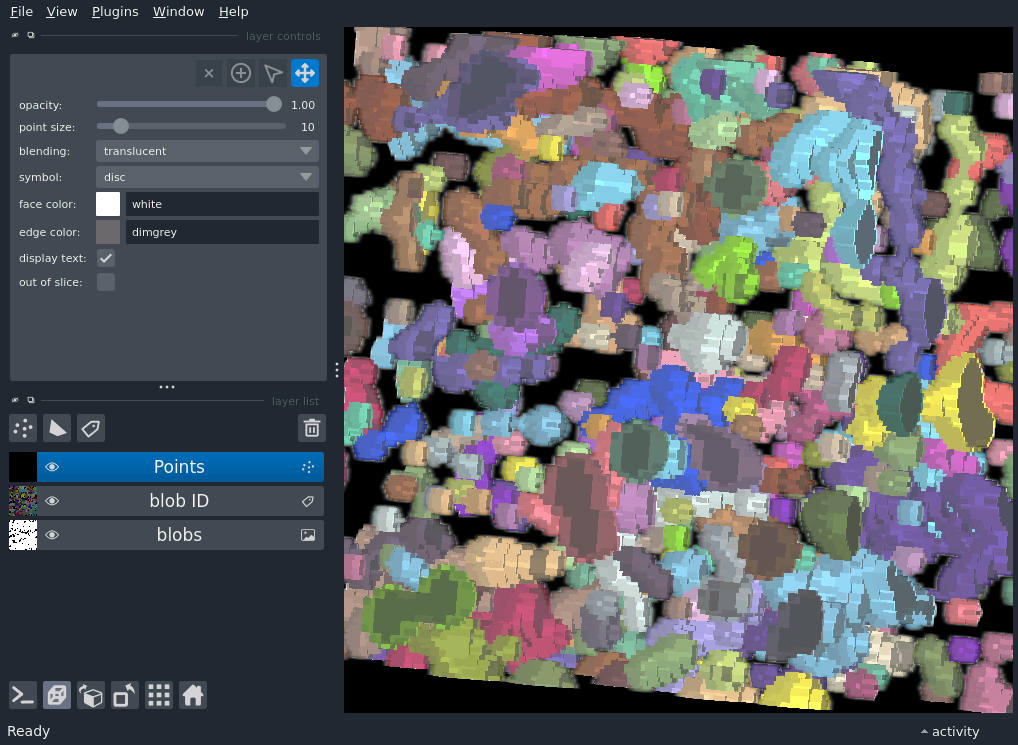 File View Plugins Window Help
layer controls
opacity: 1.00
point size: 10
blending: translucent
symbol: disc
face color: white
edge color: dimgrey
display text:
out of slice:
layer list
Points
blob ID
blobs
Ready
activity